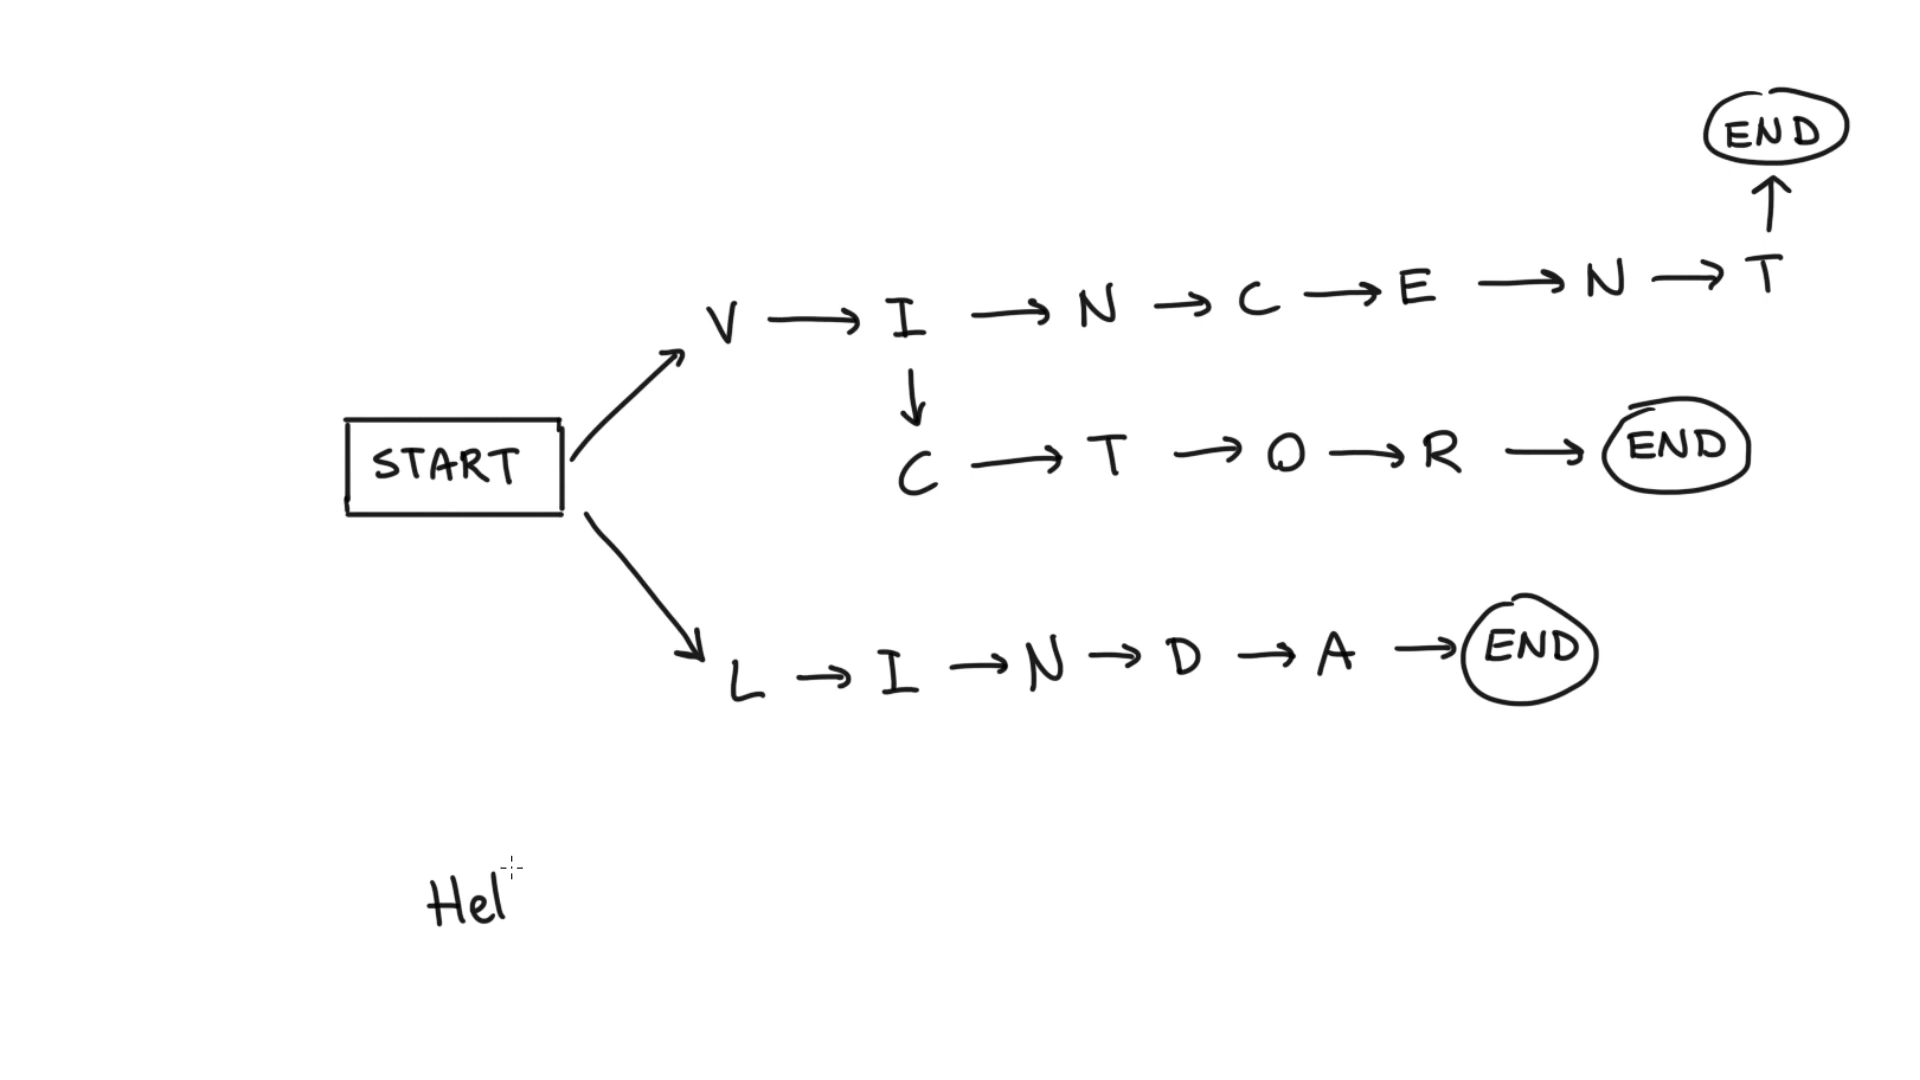 END
V → I → N → C → E → N → T
START
C → T → O → R → END
L → I → N → D → A → END
Hel